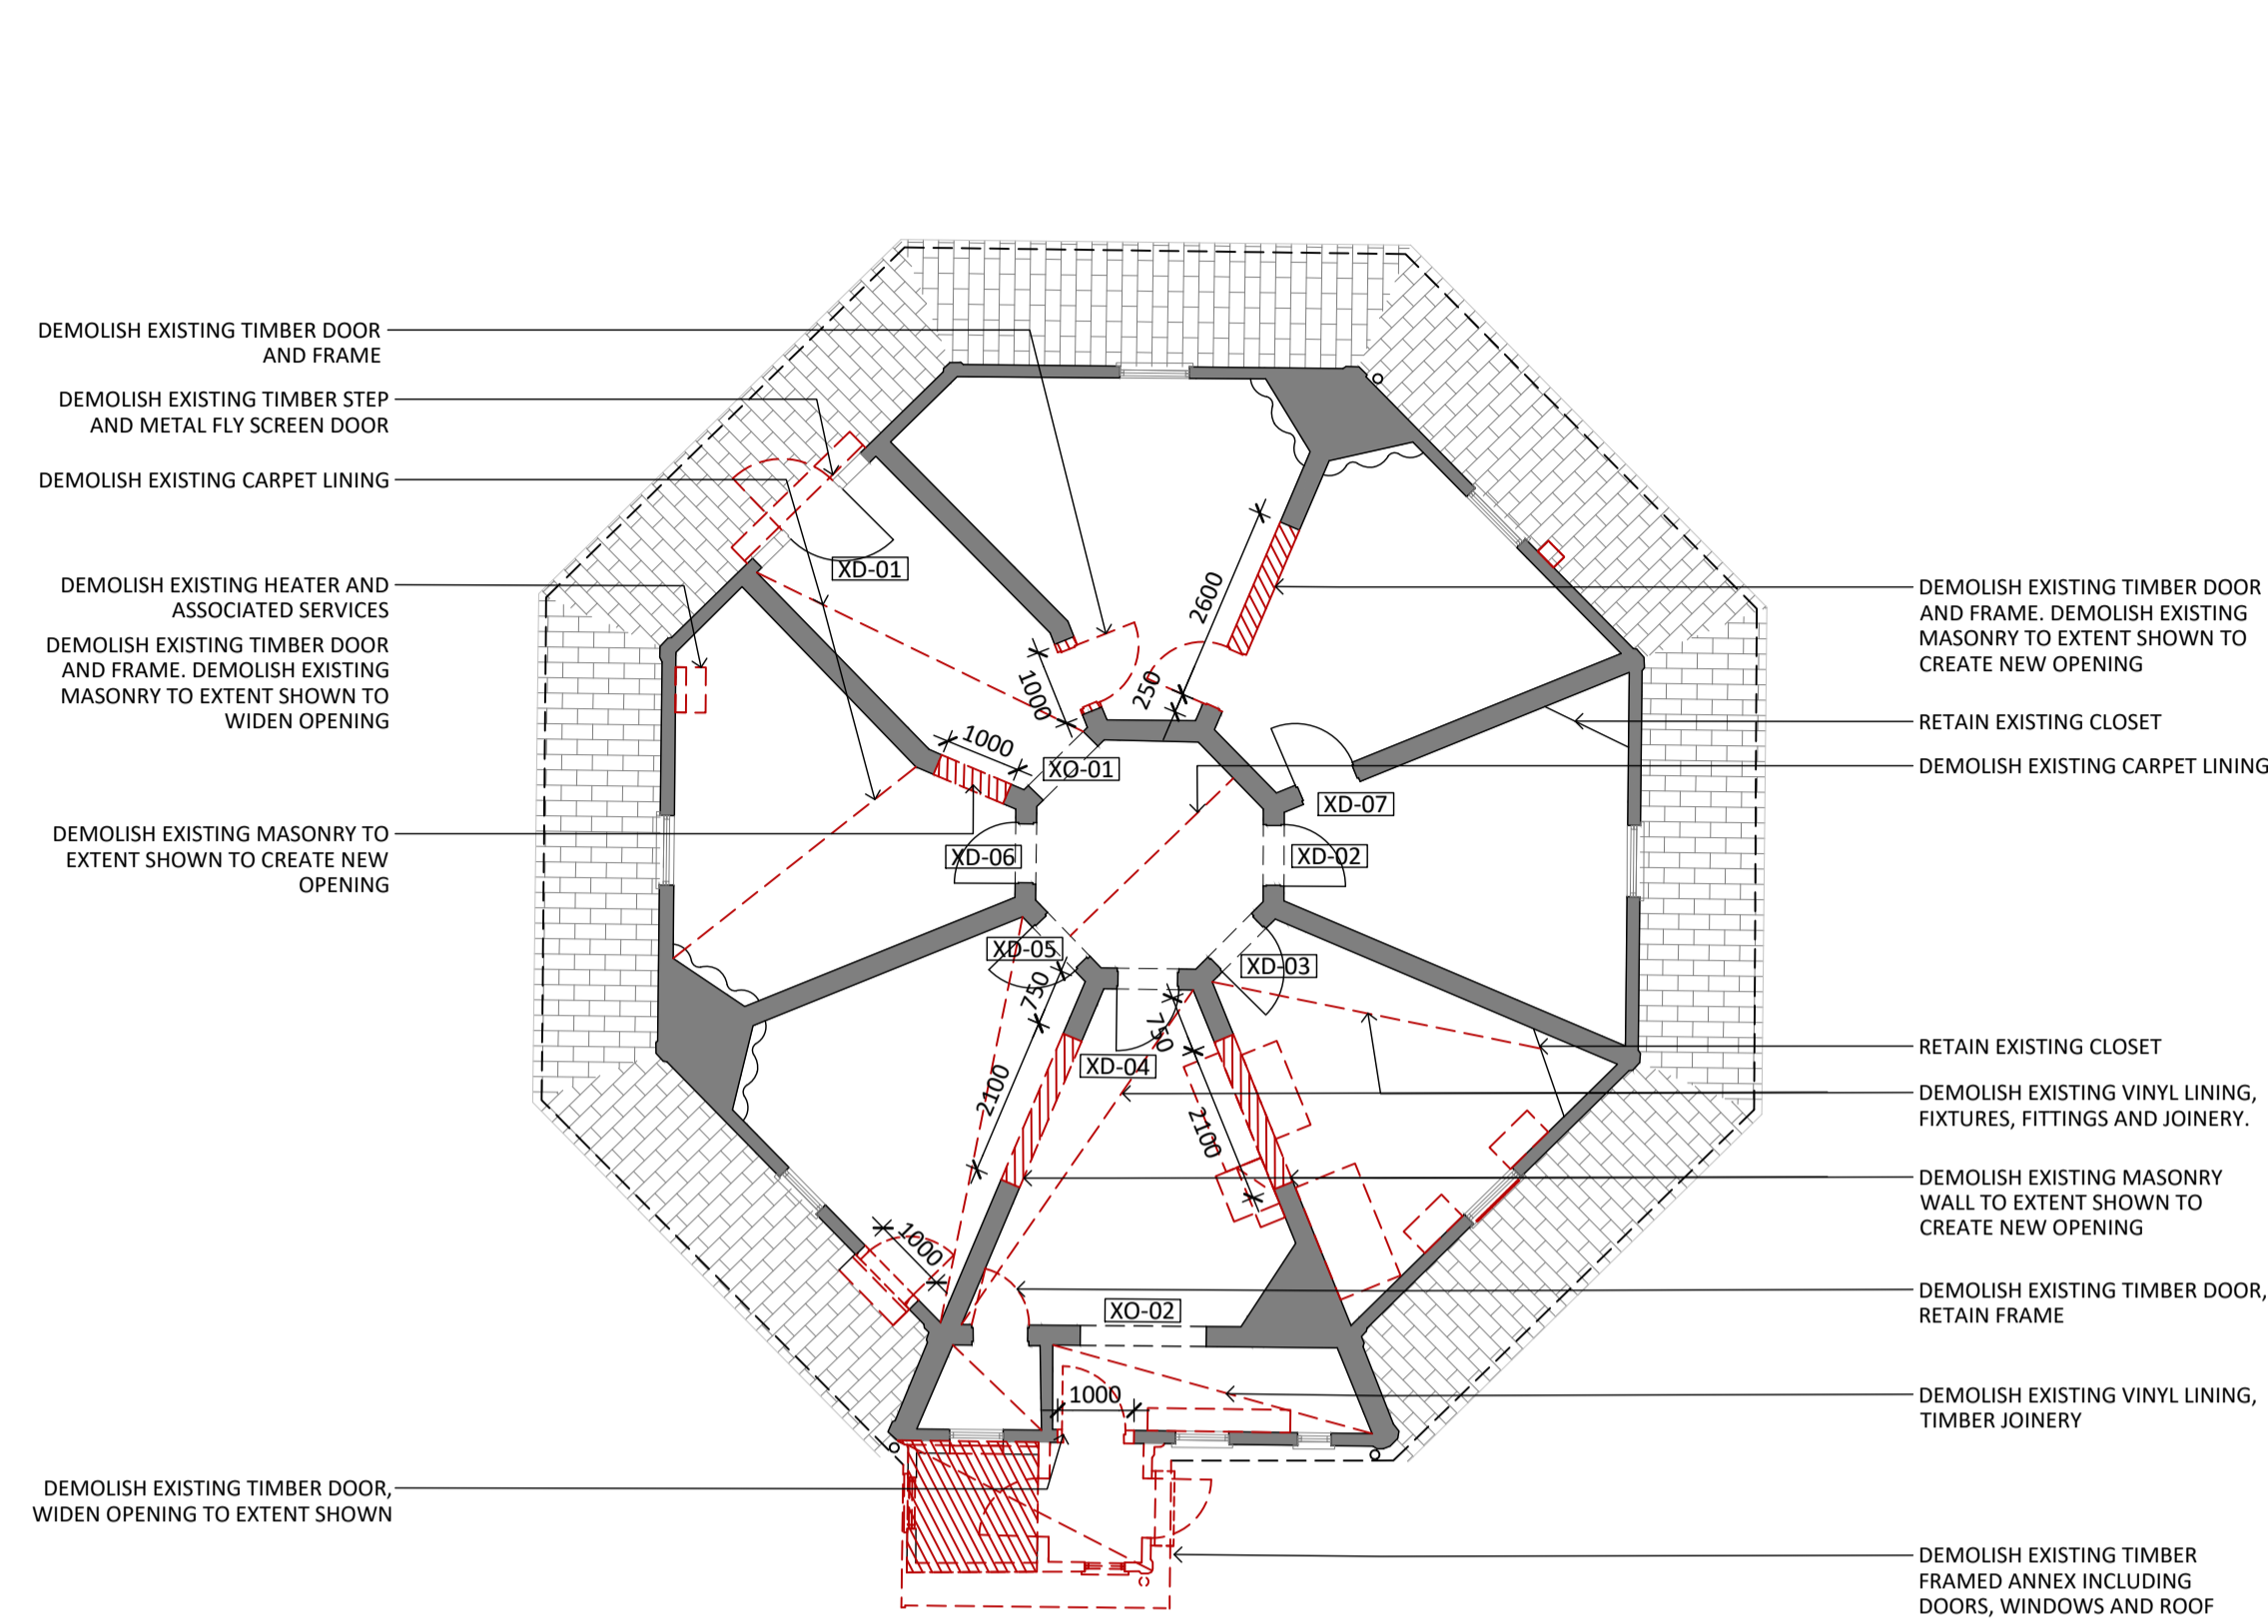 DEMOLISH EXISTING TIMBER DOOR
AND FRAME
DEMOLISH EXISTING TIMBER STEP
AND METAL FLY SCREEN DOOR
DEMOLISH EXISTING CARPET LINING
DEMOLISH EXISTING HEATER AND
ASSOCIATED SERVICES
DEMOLISH EXISTING TIMBER DOOR
AND FRAME. DEMOLISH EXISTING
MASONRY TO EXTENT SHOWN TO
WIDEN OPENING
DEMOLISH EXISTING MASONRY TO
EXTENT SHOWN TO CREATE NEW
OPENING
DEMOLISH EXISTING TIMBER DOOR,
WIDEN OPENING TO EXTENT SHOWN
XD-01
2600
250
1000
1000
XO-01
XD-07
XD-06
XD-02
XD-05
XD-03
750
750
XD-04
2100
2100
1000
XO-02
1000
DEMOLISH EXISTING TIMBER DOOR
AND FRAME. DEMOLISH EXISTING
MASONRY TO EXTENT SHOWN TO
CREATE NEW OPENING
RETAIN EXISTING CLOSET
DEMOLISH EXISTING CARPET LINING
RETAIN EXISTING CLOSET
DEMOLISH EXISTING VINYL LINING,
FIXTURES, FITTINGS AND JOINERY.
DEMOLISH EXISTING MASONRY
WALL TO EXTENT SHOWN TO
CREATE NEW OPENING
DEMOLISH EXISTING TIMBER DOOR,
RETAIN FRAME
DEMOLISH EXISTING VINYL LINING,
TIMBER JOINERY
DEMOLISH EXISTING TIMBER
FRAMED ANNEX INCLUDING
DOORS, WINDOWS AND ROOF